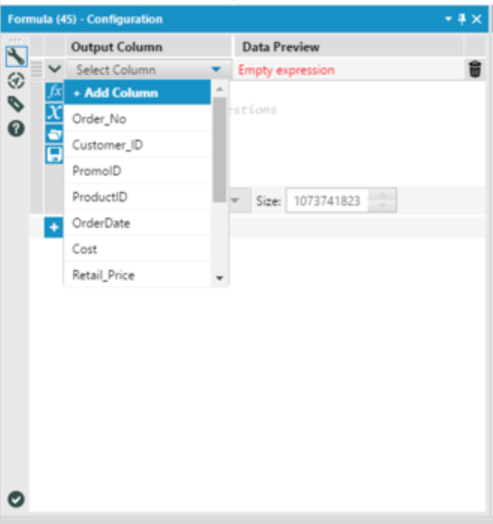 Formula (45) - Configuration
Output Column Data Preview
Select Column Empty expression
fx + Add Column
X stions
Order_No
Customer_ID
PromoID
ProductID
Size: 1073741823
OrderDate
Cost
Retail_Price